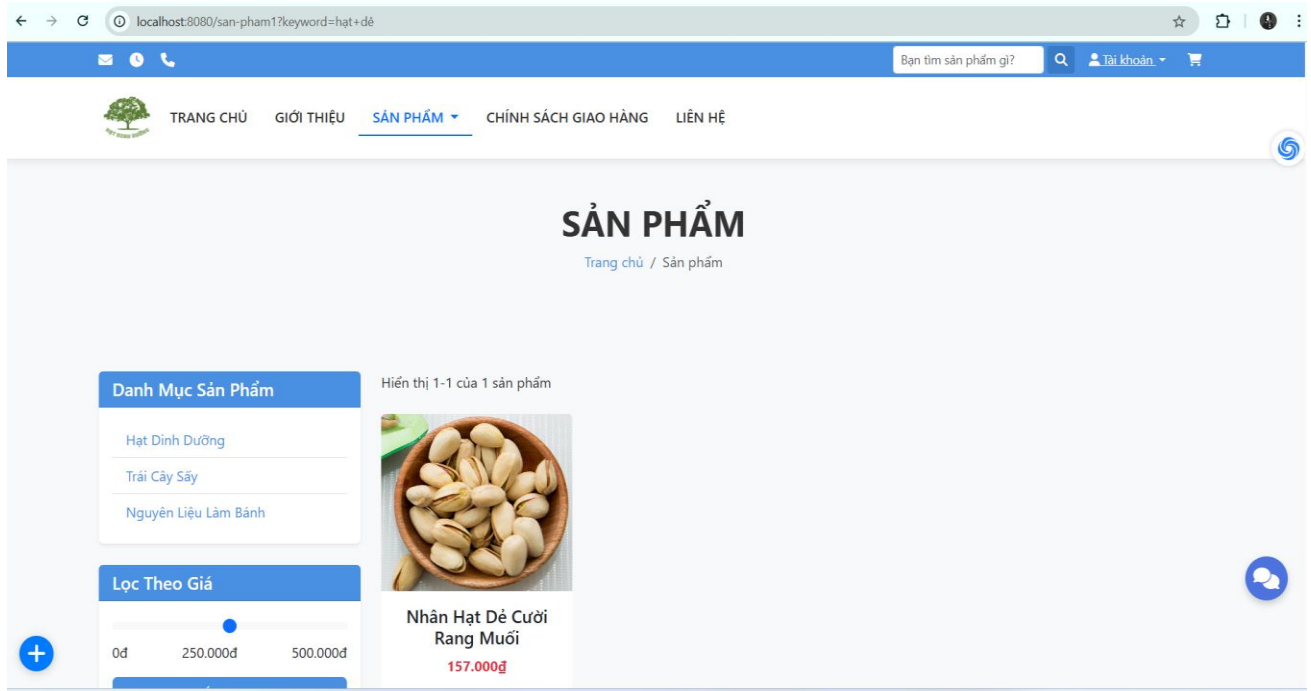 localhost:8080/san-pham1?keyword=hạt+dẻ
Bạn tìm sản phẩm gì?
Tài khoản
TRANG CHỦ GIỚI THIỆU SẢN PHẨM CHÍNH SÁCH GIAO HÀNG LIÊN HỆ
SẢN PHẨM
Trang chủ / Sản phẩm
Danh Mục Sản Phẩm
Hạt Dinh Dưỡng
Trái Cây Sấy
Nguyên Liệu Làm Bánh
Lọc Theo Giá
0đ 250.000đ 500.000đ
Hiển thị 1-1 của 1 sản phẩm
Nhân Hạt Dẻ Cười
Rang Muối
157.000₫